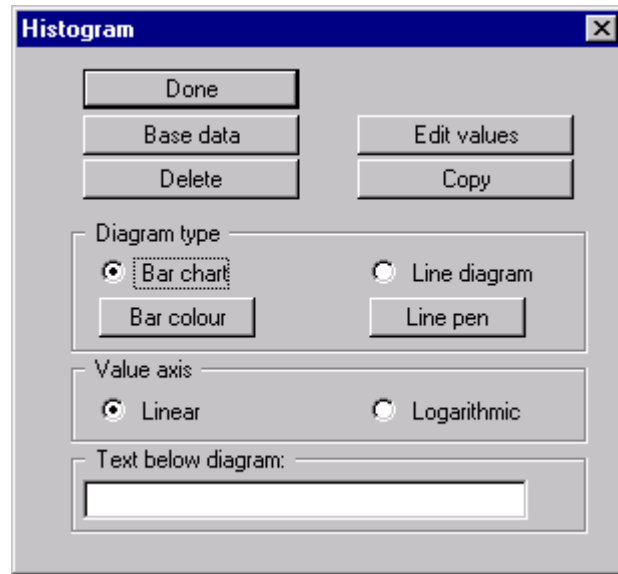 Histogram
Done
Base data Edit values
Delete Copy
Diagram type
Bar chart Line diagram
Bar colour Line pen
Value axis
Linear Logarithmic
Text below diagram: